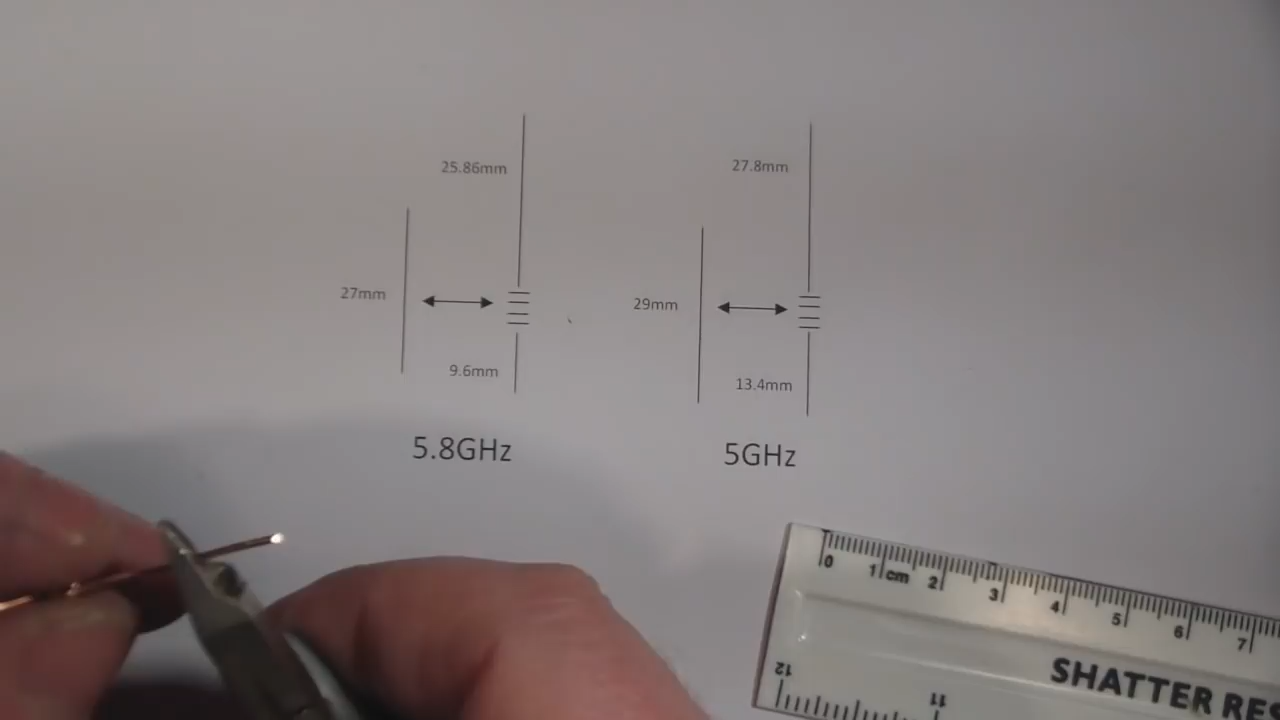 25.86mm
27.8mm
27mm
29mm
9.6mm
13.4mm
5.8GHz
5GHz
0 1 cm 2 3 4 5 6 7
SHATTER RES
12 11